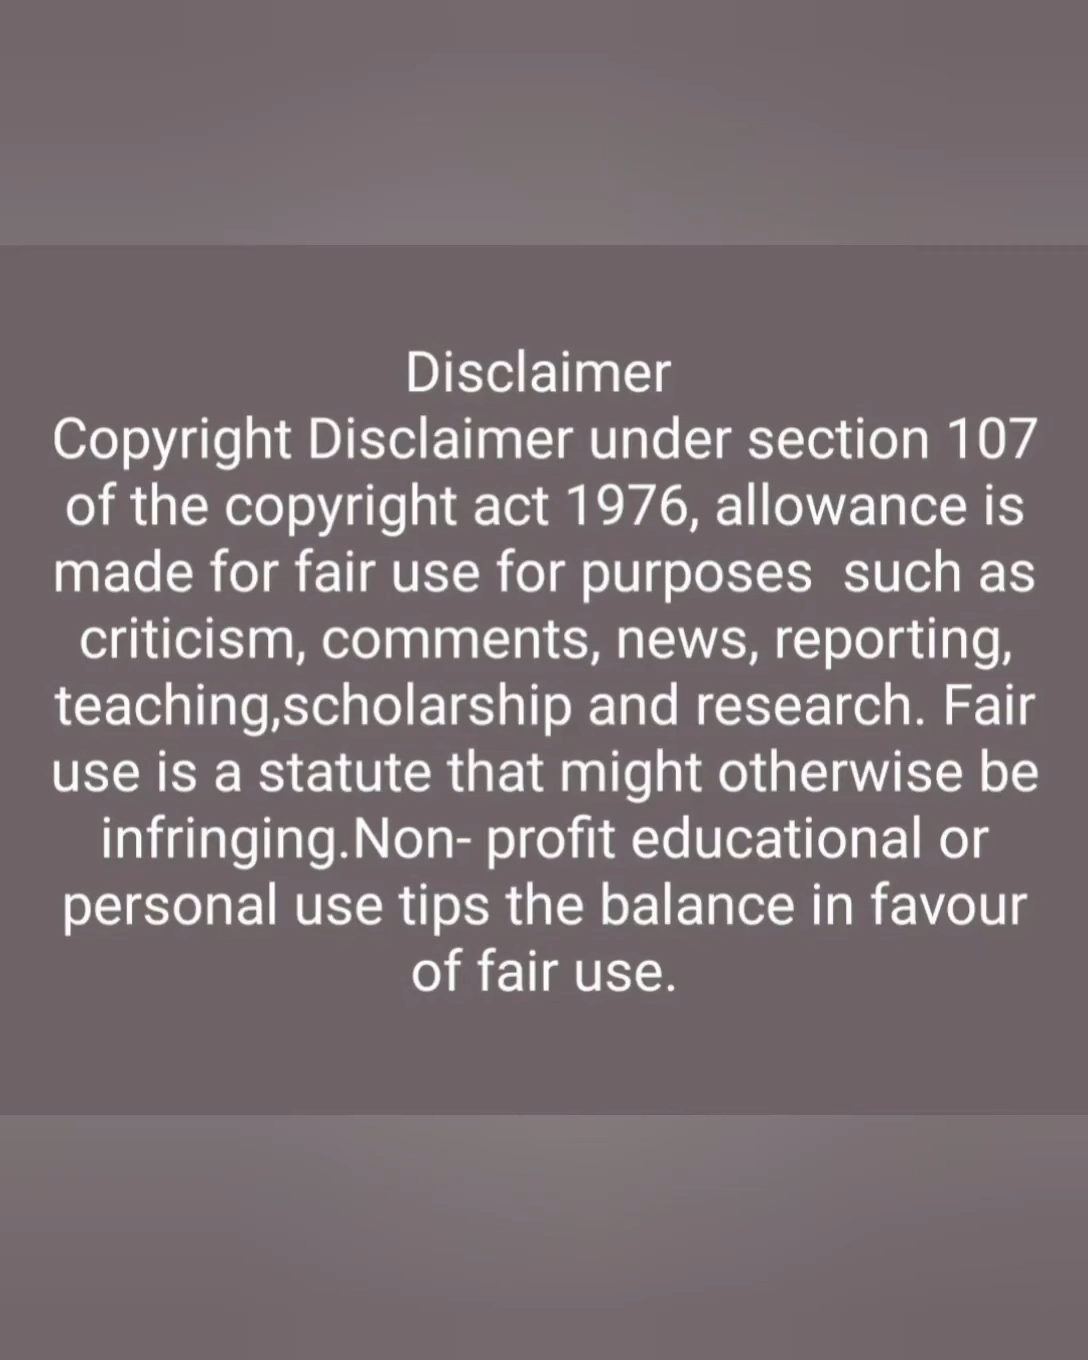 Disclaimer
Copyright Disclaimer under section 107
of the copyright act 1976, allowance is
made for fair use for purposes  such as
criticism, comments, news, reporting,
teaching,scholarship and research. Fair
use is a statute that might otherwise be
infringing.Non- profit educational or
personal use tips the balance in favour
of fair use.